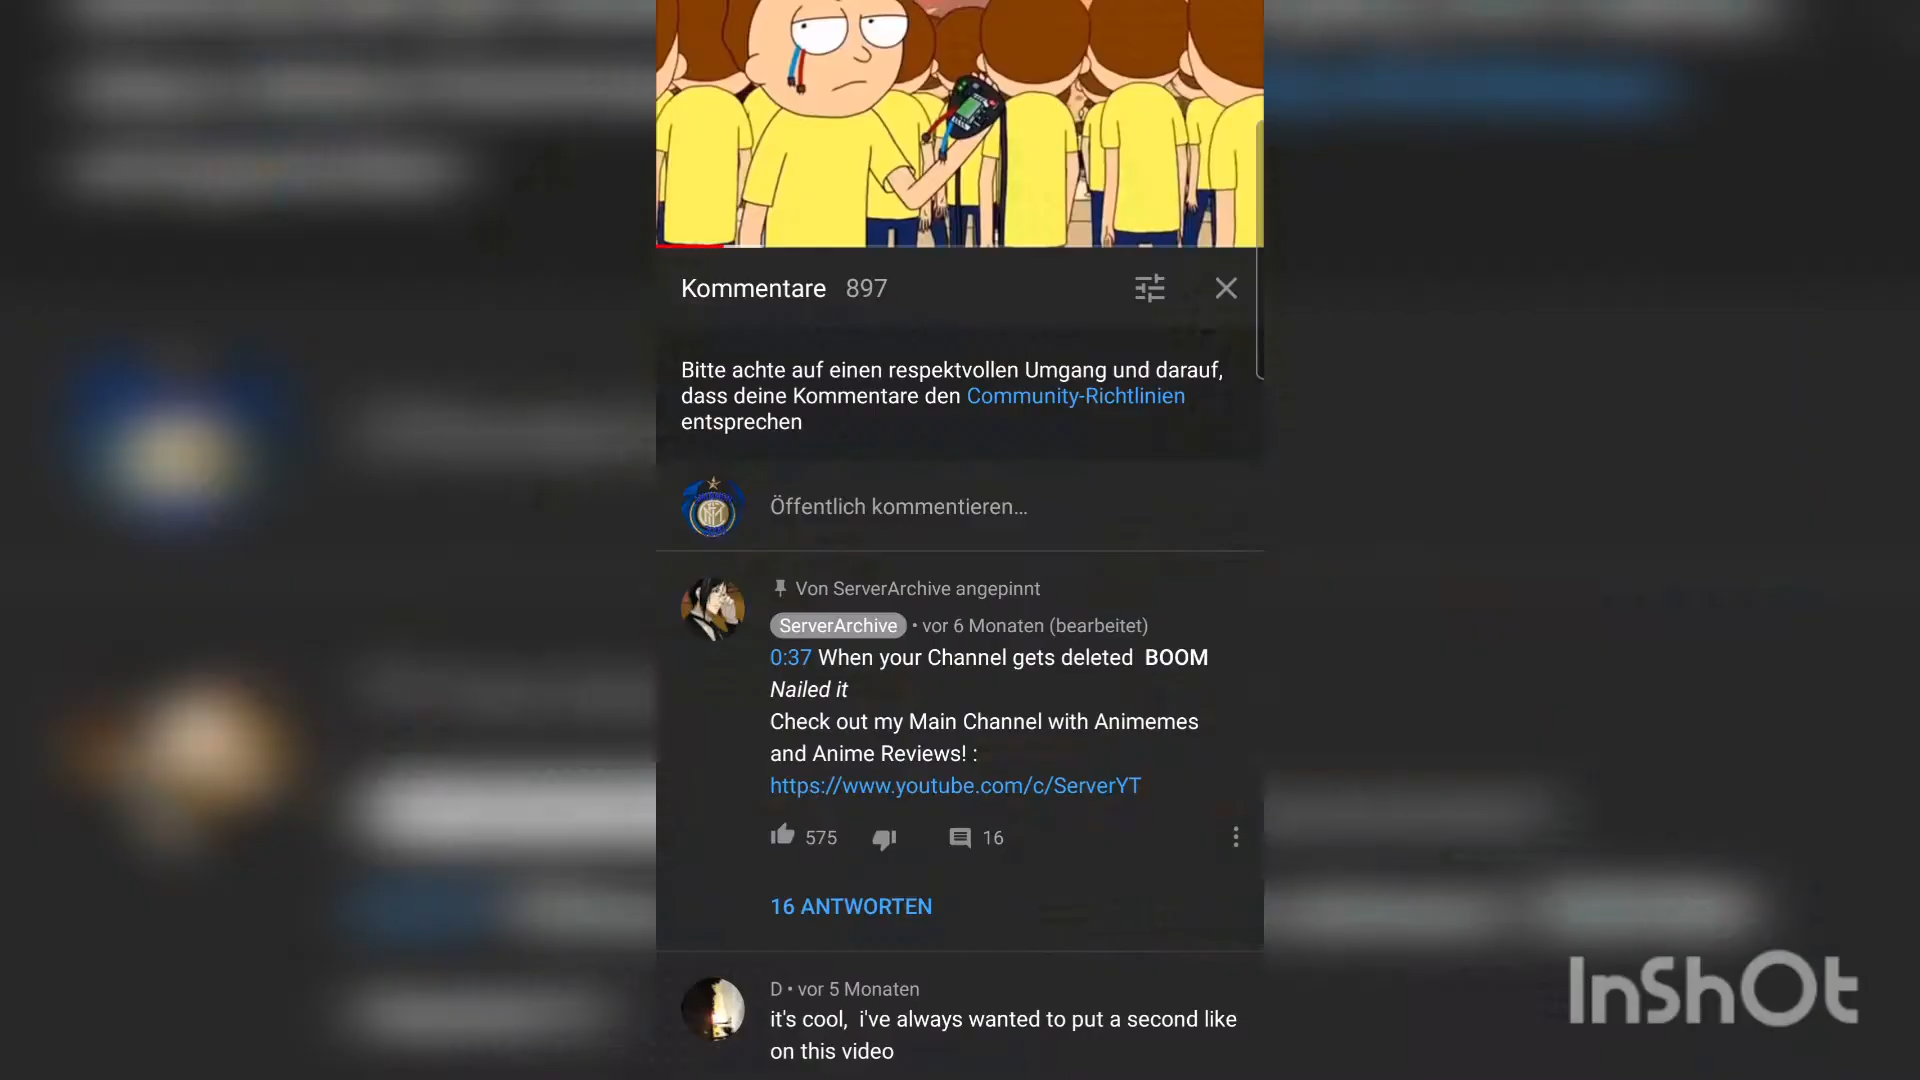 Kommentare 897
Bitte achte auf einen respektvollen Umgang und darauf,
dass deine Kommentare den Community-Richtlinien
entsprechen
Öffentlich kommentieren...
Von ServerArchive angepinnt
ServerArchive • vor 6 Monaten (bearbeitet)
0:37 When your Channel gets deleted BOOM
Nailed it
Check out my Main Channel with Animemes
and Anime Reviews! :
https://www.youtube.com/c/ServerYT
575 16
16 ANTWORTEN
D • vor 5 Monaten
it's cool, i've always wanted to put a second like
on this video
InShOt